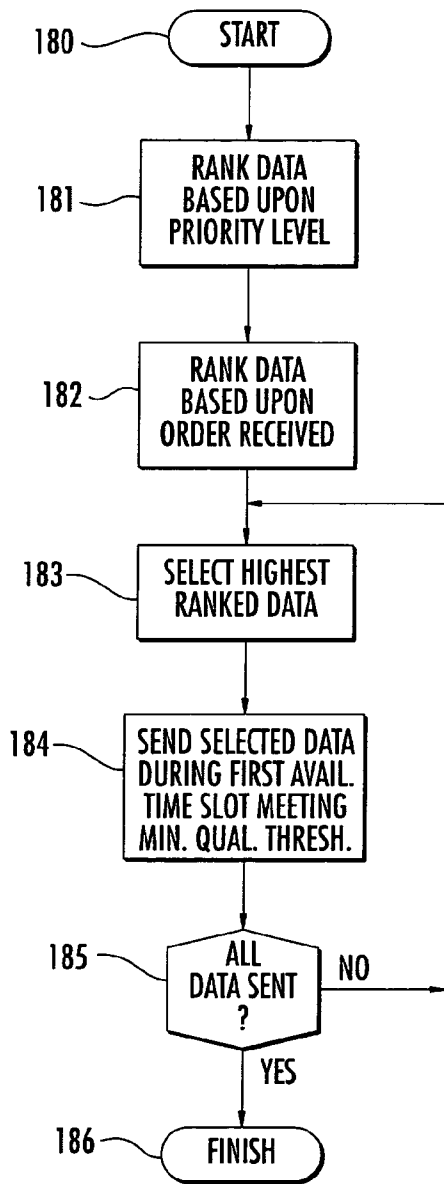 180
START
181
RANK DATA
BASED UPON
PRIORITY LEVEL
182
RANK DATA
BASED UPON
ORDER RECEIVED
183
SELECT HIGHEST
RANKED DATA
184
SEND SELECTED DATA
DURING FIRST AVAIL.
TIME SLOT MEETING
MIN. QUAL. THRESH.
185
ALL
DATA SENT
?
NO
YES
186
FINISH